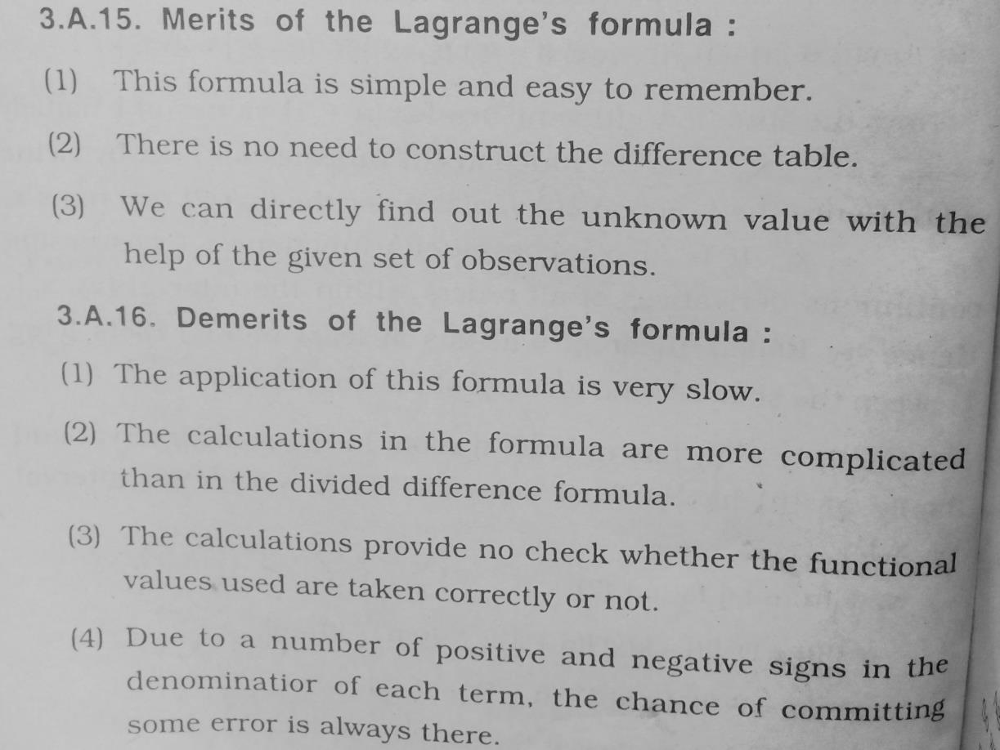 3.A.15. Merits of the Lagrange's formula :
(1) This formula is simple and easy to remember.
(2) There is no need to construct the difference table.
(3) We can directly find out the unknown value with the
help of the given set of observations.
3.A.16. Demerits of the Lagrange's formula :
(1) The application of this formula is very slow.
(2) The calculations in the formula are more complicated
than in the divided difference formula.
(3) The calculations provide no check whether the functional
values used are taken correctly or not.
(4) Due to a number of positive and negative signs in the
denominatior of each term, the chance of committing
some error is always there.